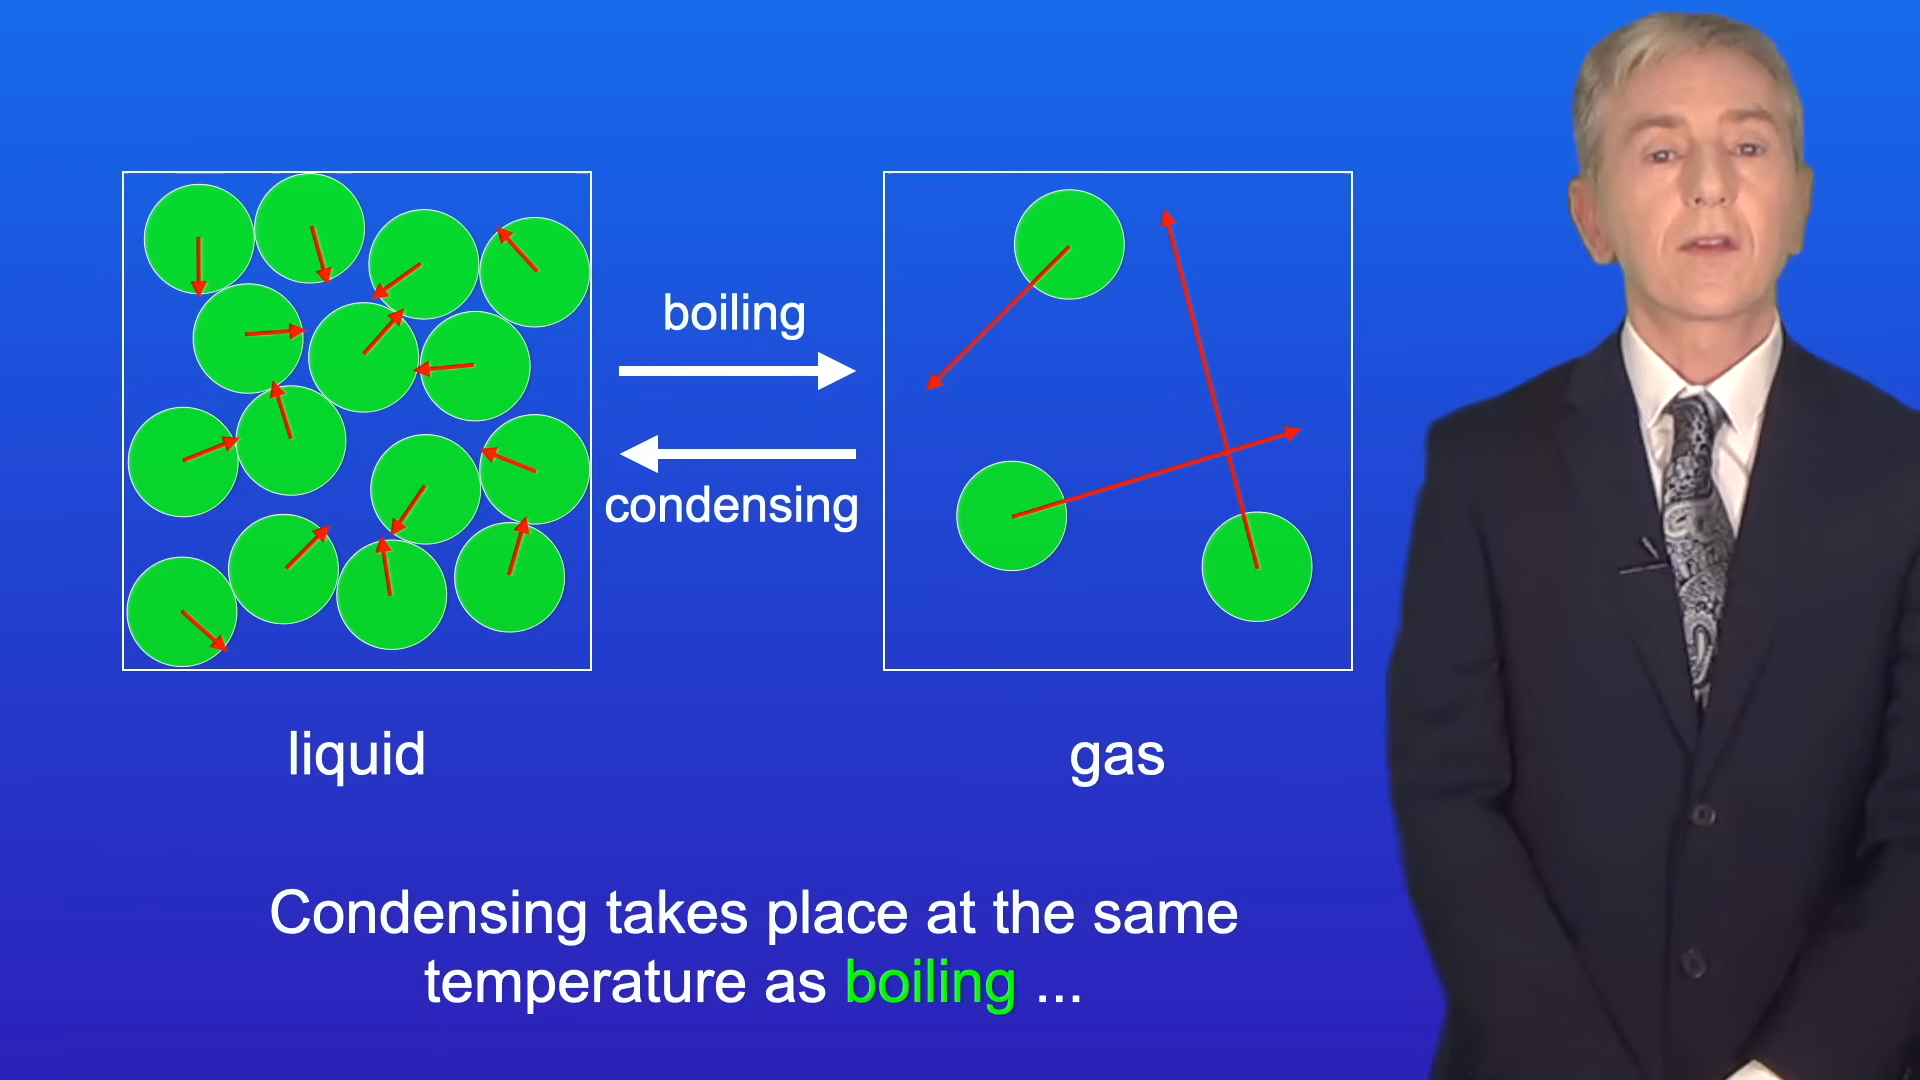 boiling
condensing
liquid
gas
Condensing takes place at the same
temperature as boiling ...